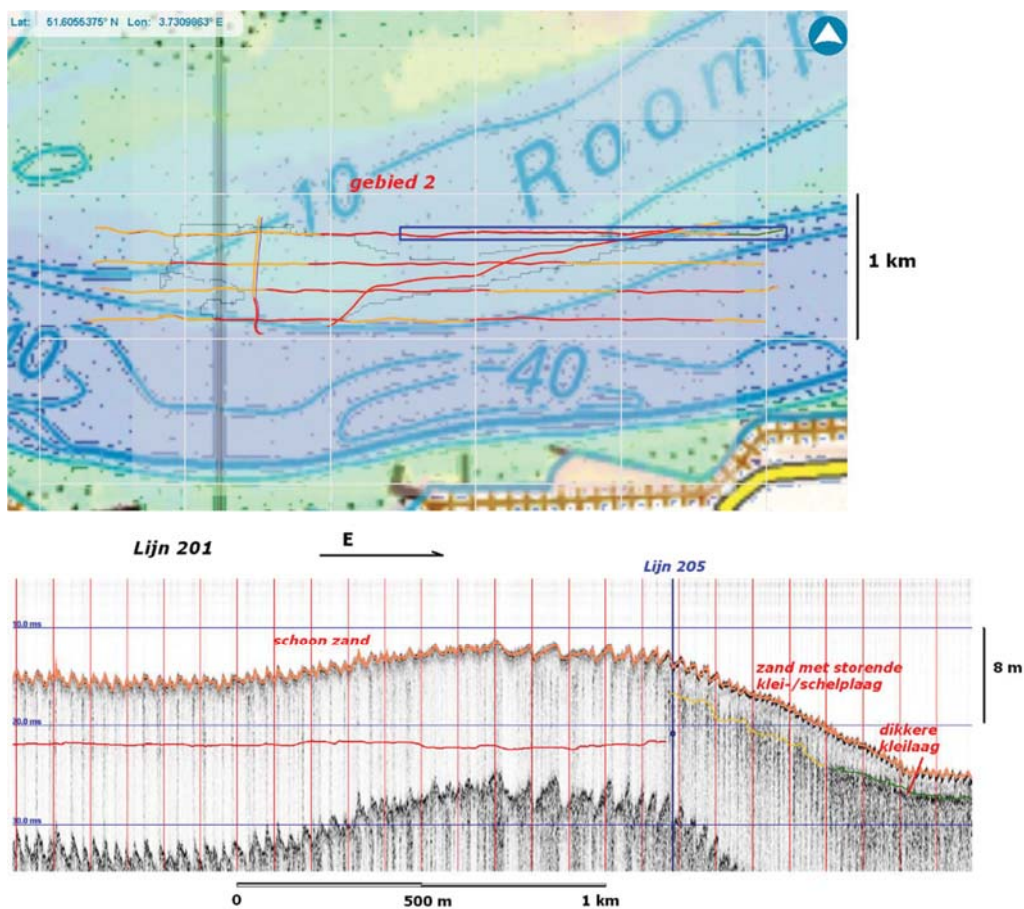 Lat: 51.6055375° N Lon: 3.7309863° E
Roomp
-10
gebied 2
1 km
-40
Lijn 201
E
Lijn 205
10.0 ms
schoon zand
8 m
zand met storende
klei-/schelplaag
20.0 ms
dikkere
kleilaag
30.0 ms
0
500 m
1 km